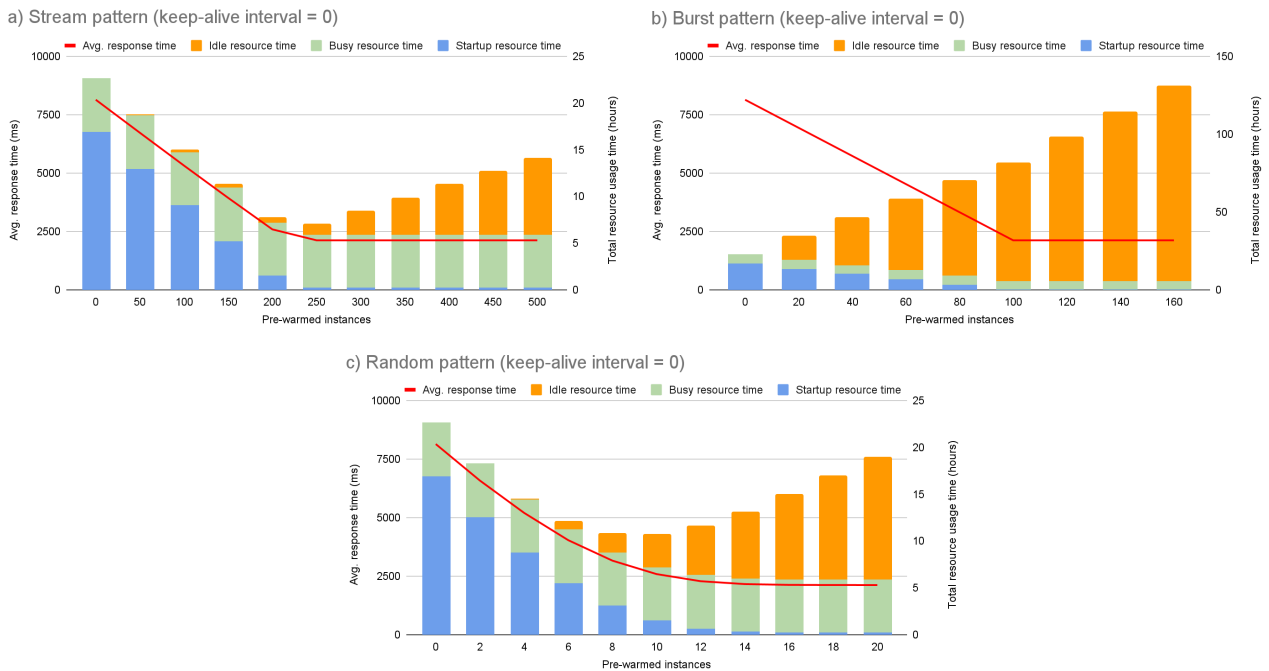 a) Stream pattern (keep-alive interval = 0)
Avg. response time Idle resource time Busy resource time Startup resource time
10000 25
7500 20
5000 15
2500 10
0 5
0
Avg. response time (ms)
Total resource usage time (hours)
0 50 100 150 200 250 300 350 400 450 500
Pre-warmed instances
b) Burst pattern (keep-alive interval = 0)
Avg. response time Idle resource time Busy resource time Startup resource time
10000 150
7500 100
5000 50
2500 0
0
Avg. response time (ms)
Total resource usage time (hours)
0 20 40 60 80 100 120 140 160
Pre-warmed instances
c) Random pattern (keep-alive interval = 0)
Avg. response time Idle resource time Busy resource time Startup resource time
10000 25
7500 20
5000 15
2500 10
0 5
0
Avg. response time (ms)
Total resource usage time (hours)
0 2 4 6 8 10 12 14 16 18 20
Pre-warmed instances